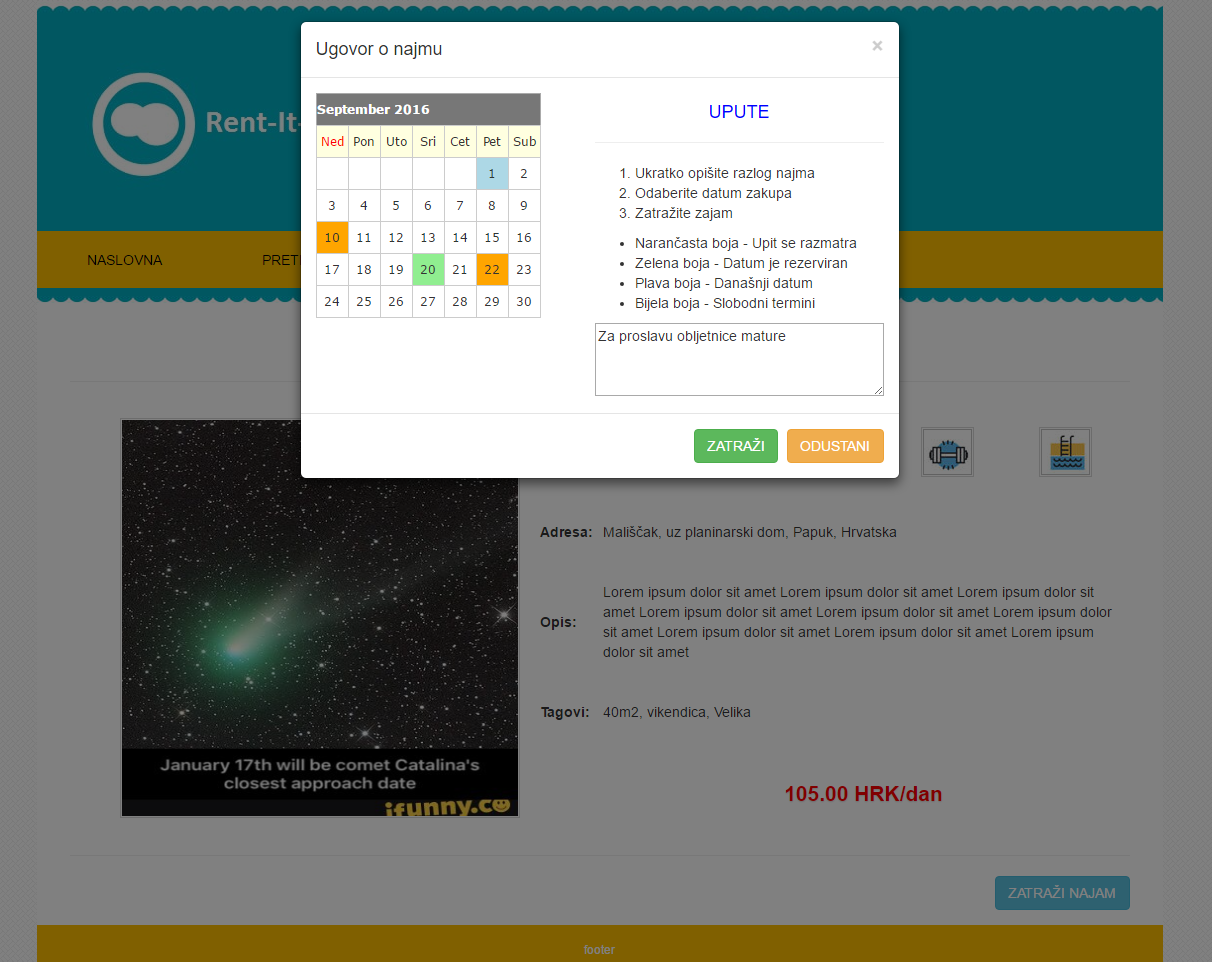 Ugovor o najmu
×
September 2016
Ned Pon Uto Sri Cet Pet Sub
1 2
3 4 5 6 7 8 9
10 11 12 13 14 15 16
17 18 19 20 21 22 23
24 25 26 27 28 29 30
UPUTE
1. Ukratko opišite razlog najma
2. Odaberite datum zakupa
3. Zatražite zajam
• Narančasta boja - Upit se razmatra
• Zelena boja - Datum je rezerviran
• Plava boja - Današnji datum
• Bijela boja - Slobodni termini
Za proslavu obljetnice mature
ZATRAŽI ODUSTANI
Rent-It-
NASLOVNA PRET
Adresa: Mališčak, uz planinarski dom, Papuk, Hrvatska
Opis:
Lorem ipsum dolor sit amet Lorem ipsum dolor sit amet Lorem ipsum dolor sit
amet Lorem ipsum dolor sit amet Lorem ipsum dolor sit amet Lorem ipsum dolor
sit amet Lorem ipsum dolor sit amet Lorem ipsum dolor sit amet Lorem ipsum
dolor sit amet
Tagovi: 40m2, vikendica, Velika
January 17th will be comet Catalina's
closest approach date
ifunny.co
105.00 HRK/dan
ZATRAŽI NAJAM
footer